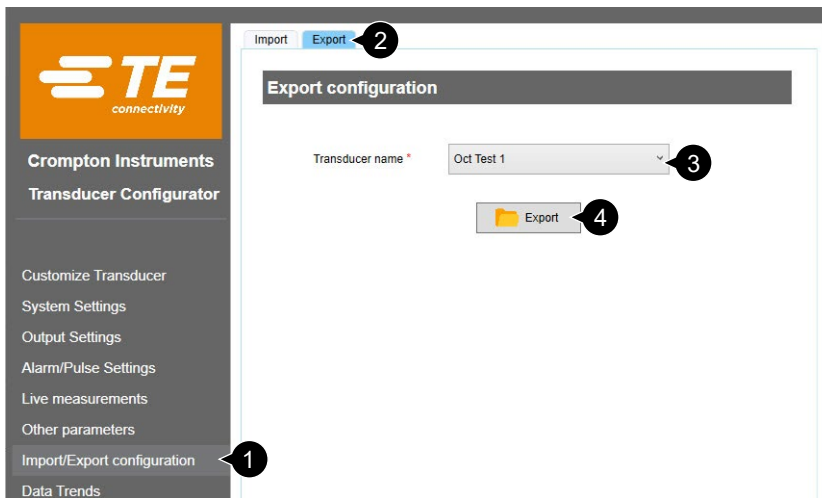 TE
connectivity
Crompton Instruments
Transducer Configurator
Customize Transducer
System Settings
Output Settings
Alarm/Pulse Settings
Live measurements
Other parameters
Import/Export configuration
1
Data Trends
Import
Export
2
Export configuration
Transducer name *
Oct Test 1
3
Export
4